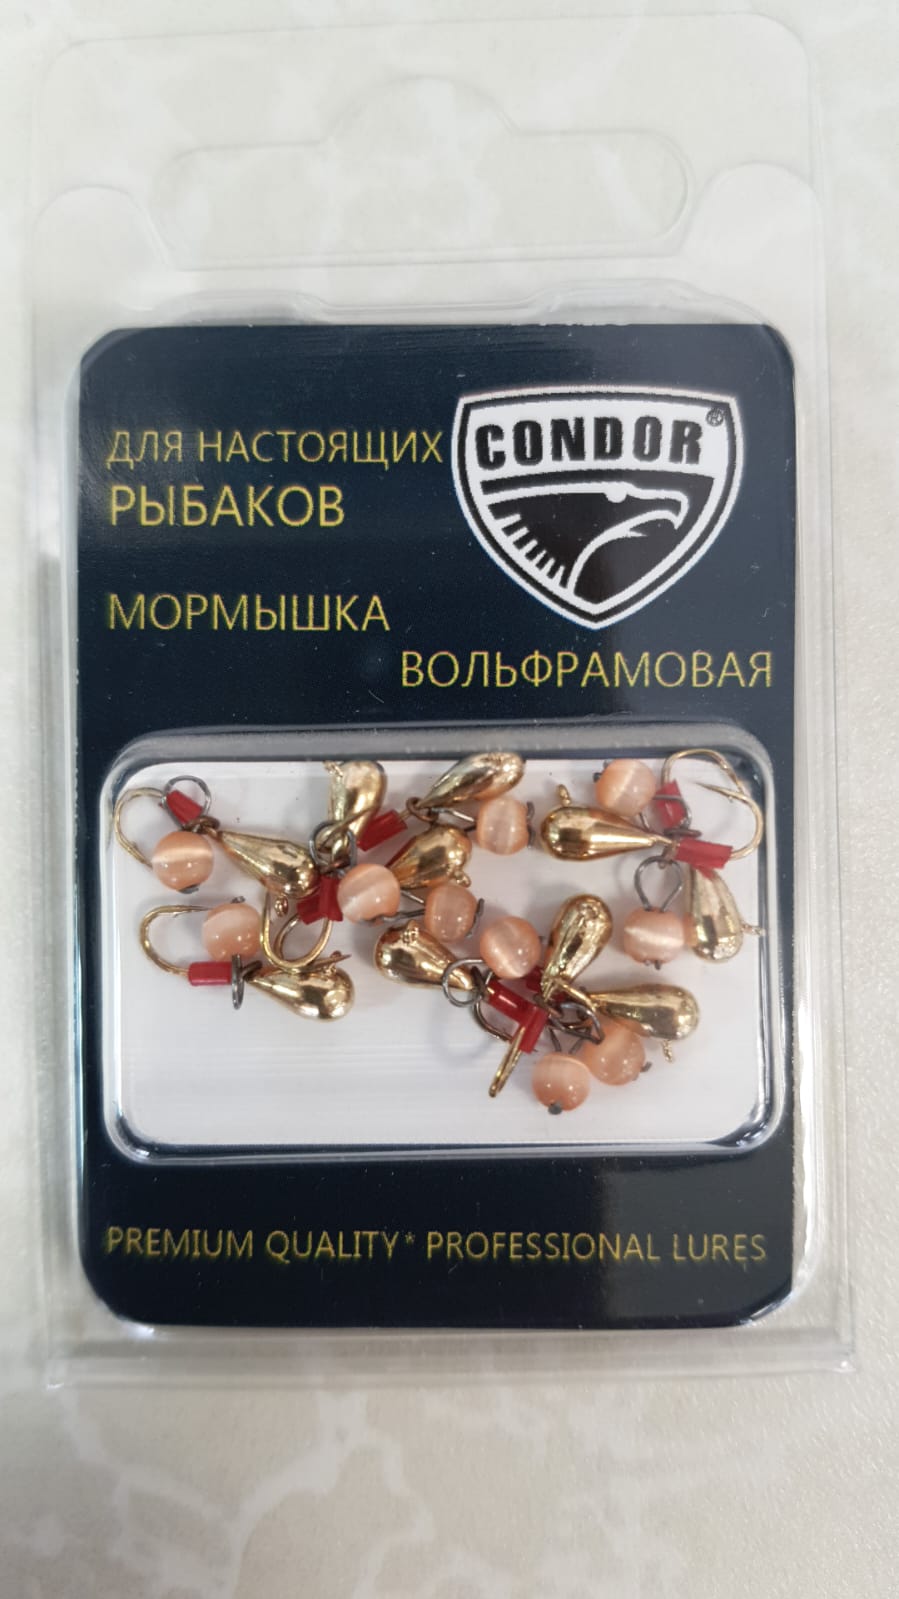 CONDOR®
ДЛЯ НАСТОЯЩИХ
РЫБАКОВ
МОРМЫШКА
ВОЛЬФРАМОВАЯ
PREMIUM QUALITY* PROFESSIONAL LURES